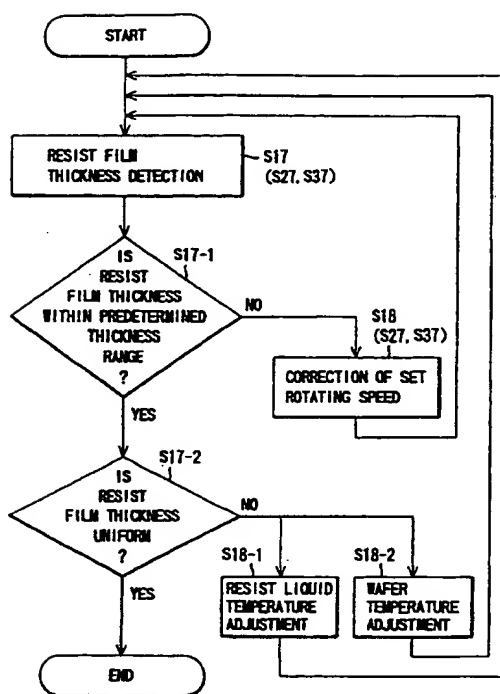 START
RESIST FILM
THICKNESS DETECTION
S17
(S27, S37)
S17-1
IS
RESIST
FILM THICKNESS
WITHIN PREDETERMINED
THICKNESS
RANGE
?
NO
S18
(S27, S37)
CORRECTION OF SET
ROTATING SPEED
YES
S17-2
IS
RESIST
FILM THICKNESS
UNIFORM
?
NO
S18-1
RESIST LIQUID
TEMPERATURE
ADJUSTMENT
S18-2
WAFER
TEMPERATURE
ADJUSTMENT
YES
END